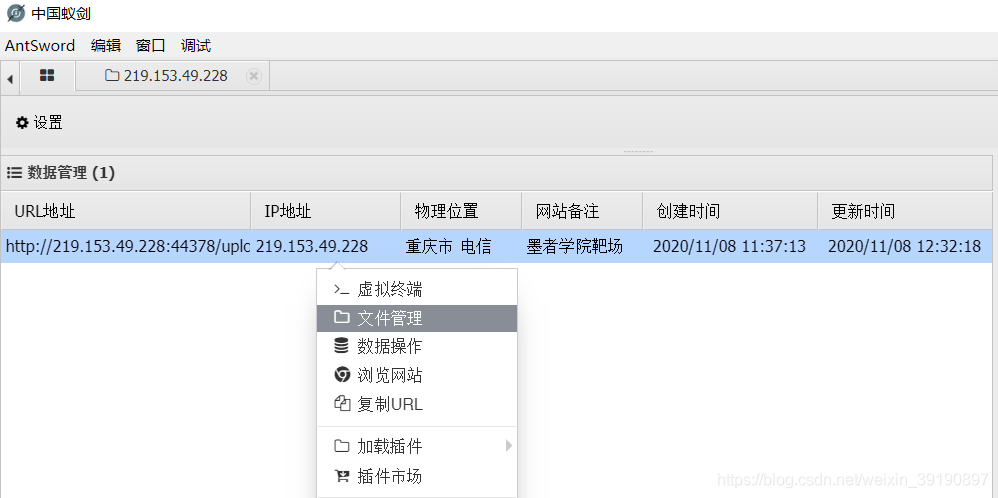 中国蚁剑
AntSword 编辑 窗口 调试
219.153.49.228
设置
数据管理 (1)
URL地址 IP地址 物理位置 网站备注 创建时间 更新时间
http://219.153.49.228:44378/uplo 219.153.49.228 重庆市 电信 墨者学院靶场 2020/11/08 11:37:13 2020/11/08 12:32:18
虚拟终端
文件管理
数据操作
浏览网站
复制URL
加载插件
插件市场
https://blog.csdn.net/weixin_39190897